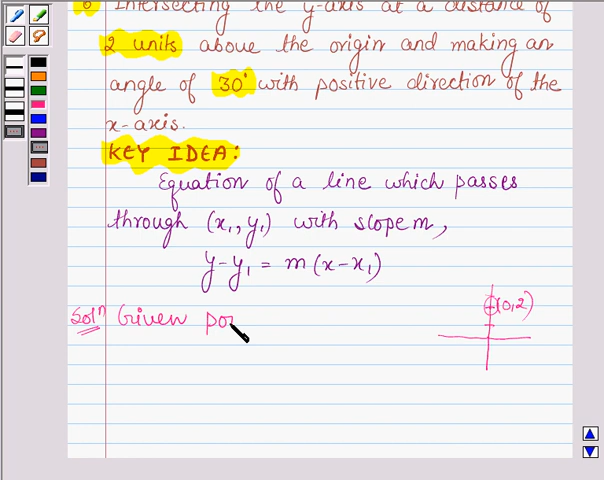 6 Intersecting the y-axis at a distance of
2 units above the origin and making an
angle of 30° with positive direction of the
x-axis.
KEY IDEA:
Equation of a line which passes
through (x₁, y₁) with slope m,
y-y₁ = m(x-x₁)
(0,2)
Solⁿ Given poi